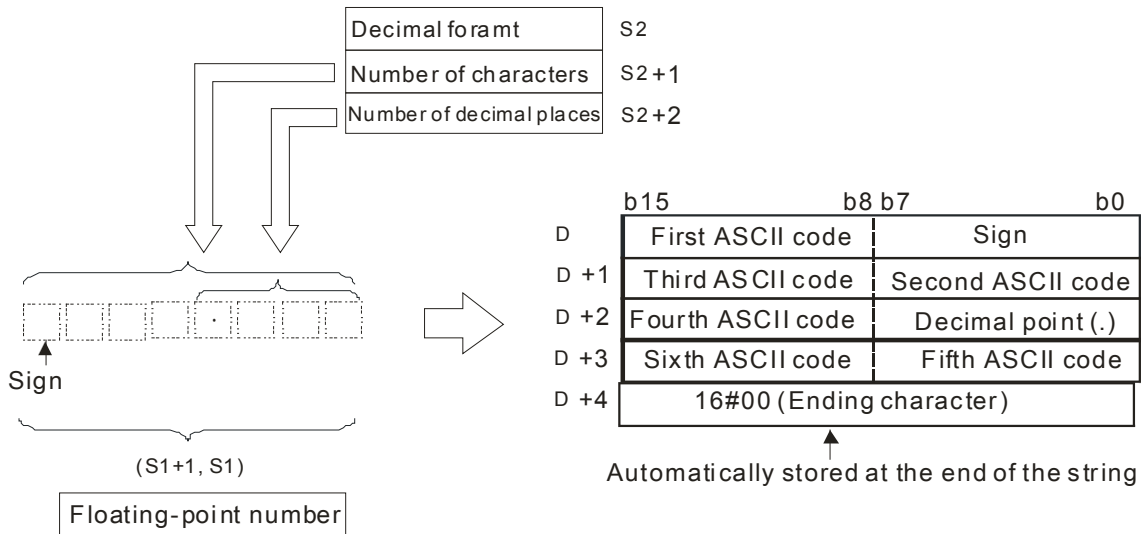 Decimal foramt S2
Number of characters S2+1
Number of decimal places S2+2
b15 b8 b7 b0
D First ASCII code Sign
D +1 Third ASCII code Second ASCII code
D +2 Fourth ASCII code Decimal point (.)
D +3 Sixth ASCII code Fifth ASCII code
D +4 16#00 (Ending character)
Automatically stored at the end of the string
.
Sign
(S1+1, S1)
Floating-point number